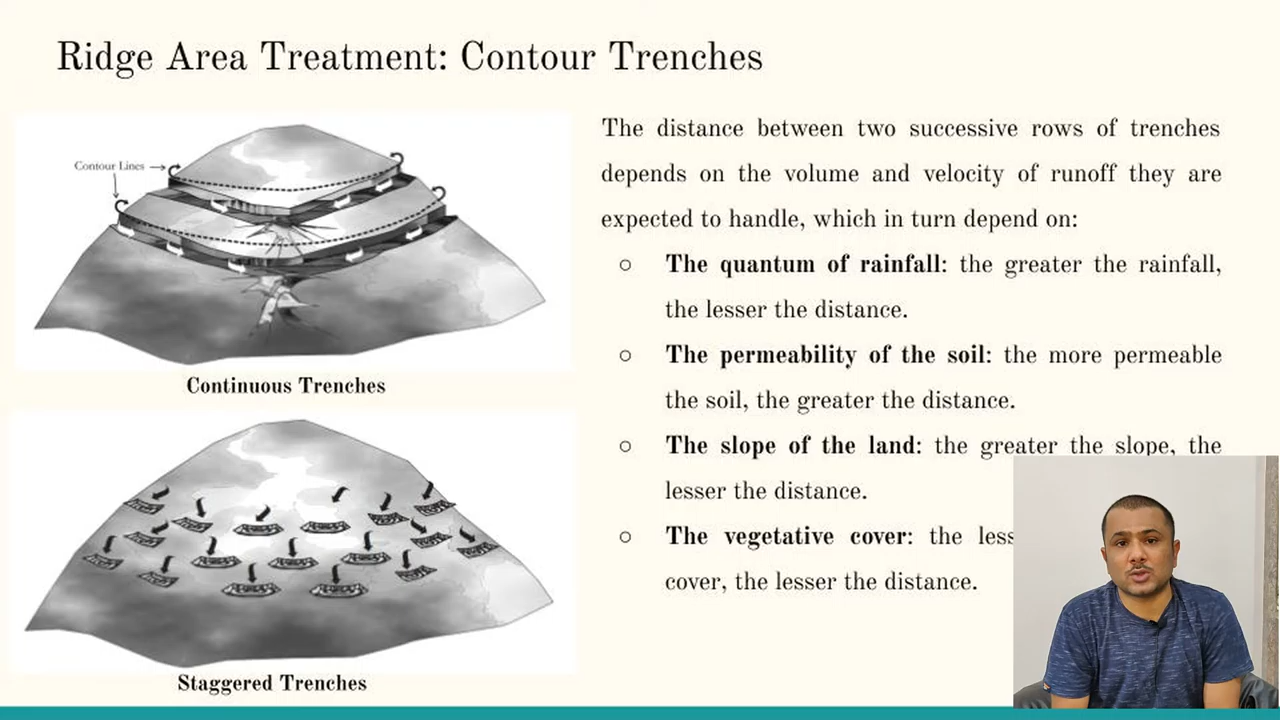 Ridge Area Treatment: Contour Trenches
Contour Lines
Continuous Trenches
Staggered Trenches
The distance between two successive rows of trenches
depends on the volume and velocity of runoff they are
expected to handle, which in turn depend on:
○ The quantum of rainfall: the greater the rainfall,
the lesser the distance.
○ The permeability of the soil: the more permeable
the soil, the greater the distance.
○ The slope of the land: the greater the slope, the
lesser the distance.
○ The vegetative cover: the
cover, the lesser the distance.